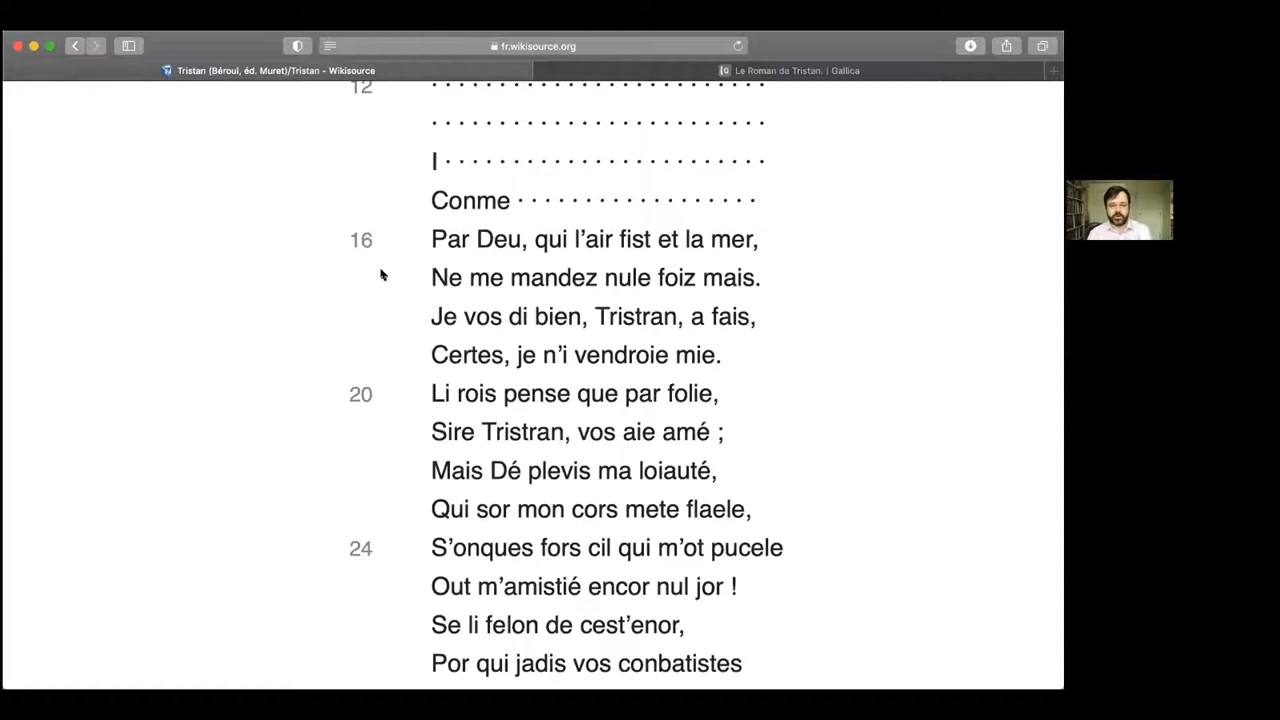 fr.wikisource.org
Tristan (Béroul, éd. Muret)/Tristan - Wikisource
Le Roman de Tristan. | Gallica
12 . . . . . . . . . . . . . . . . . . . . . . . . .
. . . . . . . . . . . . . . . . . . . . . . . . .
I . . . . . . . . . . . . . . . . . . . . . . . .
Conme . . . . . . . . . . . . . . . . . .
16 Par Deu, qui l’air fist et la mer,
Ne me mandez nule foiz mais.
Je vos di bien, Tristran, a fais,
Certes, je n’i vendroie mie.
20 Li rois pense que par folie,
Sire Tristran, vos aie amé ;
Mais Dé plevis ma loiauté,
Qui sor mon cors mete flaele,
24 S’onques fors cil qui m’ot pucele
Out m’amistié encor nul jor !
Se li felon de cest’enor,
Por qui jadis vos conbatistes